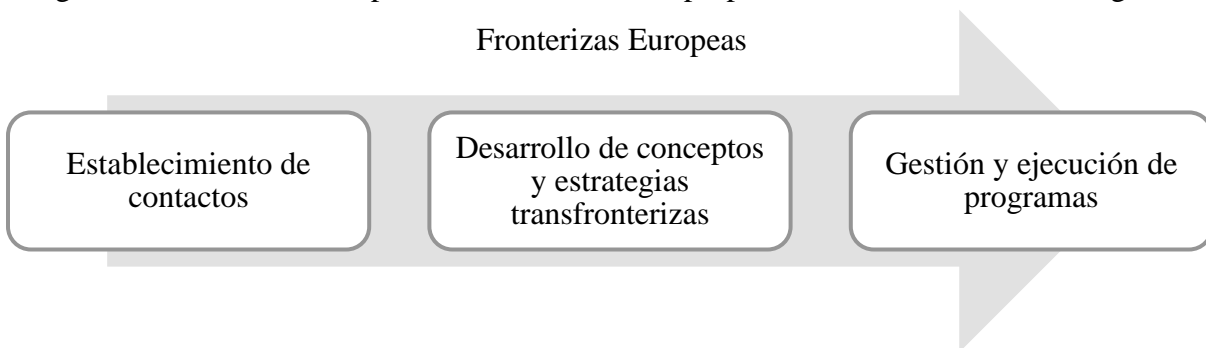 Fronterizas Europeas
Establecimiento de
contactos
Desarrollo de conceptos
y estrategias
transfronterizas
Gestión y ejecución de
programas